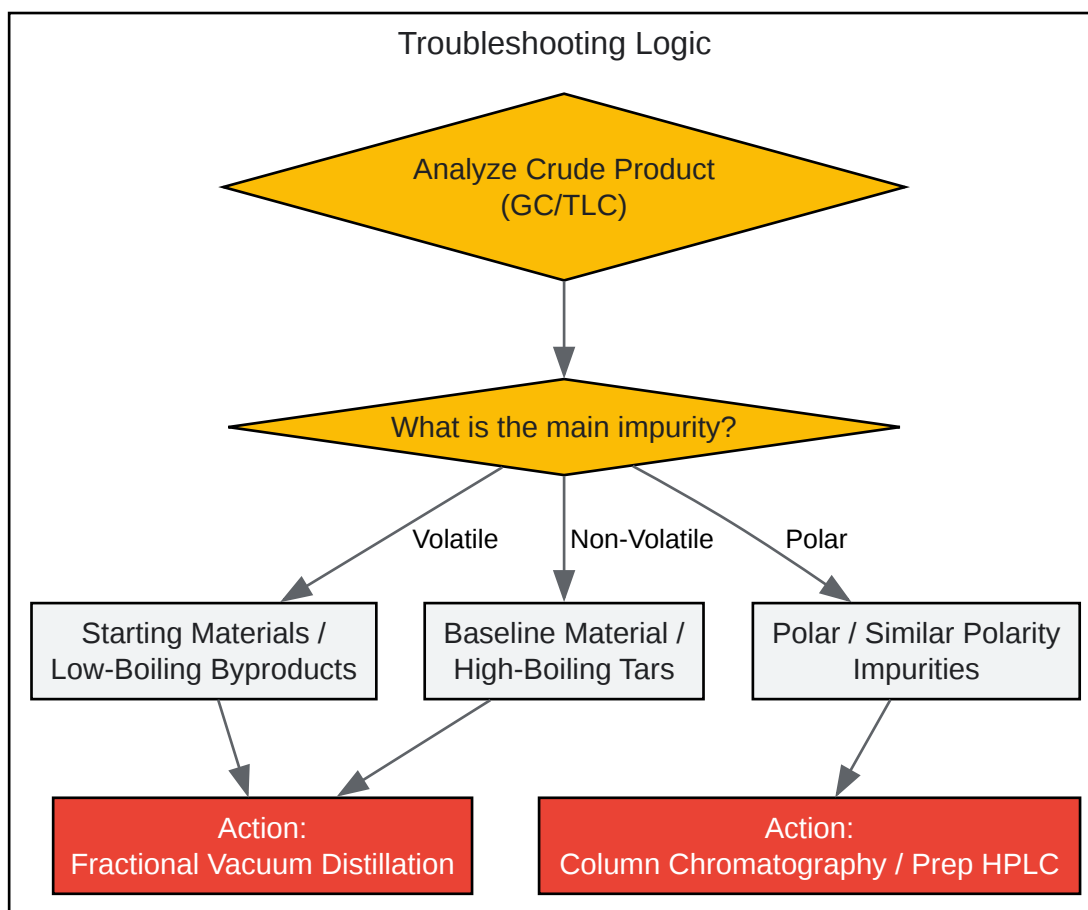 Troubleshooting Logic
Analyze Crude Product
(GC/TLC)
What is the main impurity?
Volatile
Non-Volatile
Polar
Starting Materials /
Low-Boiling Byproducts
Baseline Material /
High-Boiling Tars
Polar / Similar Polarity
Impurities
Action:
Fractional Vacuum Distillation
Action:
Column Chromatography / Prep HPLC